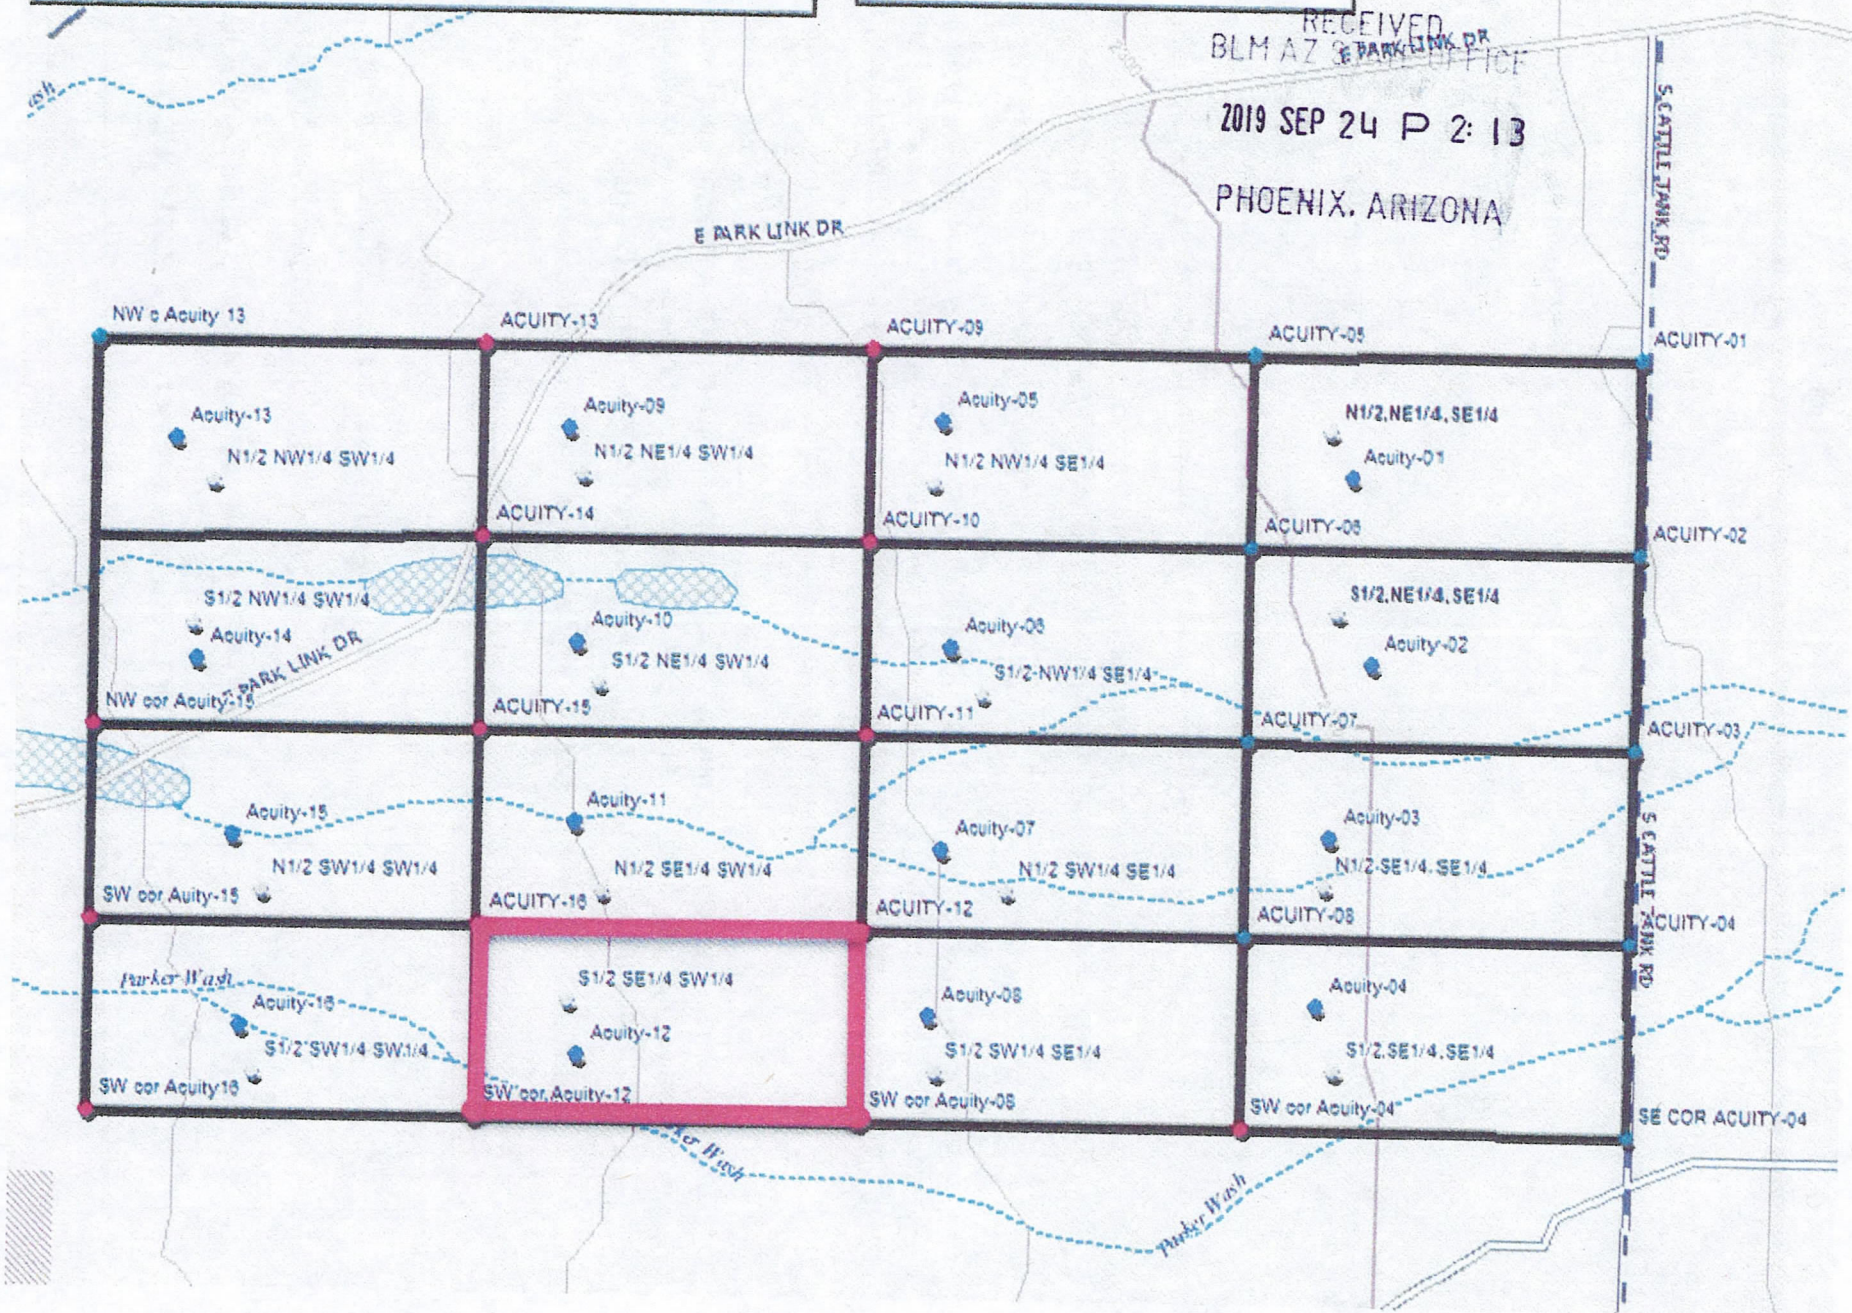 RECEIVED
E PARK LINK DR
BLM AZ STATE OFFICE
ash
2019 SEP 24 P 2: 13
S CATTLE TANK RD
PHOENIX, ARIZONA
E PARK LINK DR
NW c Acuity 13
ACUITY-13
ACUITY-09
ACUITY-05
ACUITY-01
Acuity-13
N1/2 NW1/4 SW1/4
Acuity-09
N1/2 NE1/4 SW1/4
Acuity-05
N1/2 NW1/4 SE1/4
N1/2,NE1/4,SE1/4
Acuity-01
ACUITY-14
ACUITY-10
ACUITY-06
ACUITY-02
S1/2 NW1/4 SW1/4
Acuity-14
E PARK LINK DR
Acuity-10
S1/2 NE1/4 SW1/4
Acuity-06
S1/2 NW1/4 SE1/4
S1/2,NE1/4,SE1/4
Acuity-02
NW cor Acuity-15
ACUITY-15
ACUITY-11
ACUITY-07
ACUITY-03
Acuity-15
N1/2 SW1/4 SW1/4
Acuity-11
N1/2 SE1/4 SW1/4
Acuity-07
N1/2 SW1/4 SE1/4
Acuity-03
N1/2 SE1/4,SE1/4
S CATTLE TANK RD
SW cor Auity-15
ACUITY-16
ACUITY-12
ACUITY-08
ACUITY-04
Parker Wash
Acuity-16
S1/2 SW1/4 SW1/4
S1/2 SE1/4 SW1/4
Acuity-12
Acuity-08
S1/2 SW1/4 SE1/4
Acuity-04
S1/2,SE1/4,SE1/4
SW cor Acuity16
SW cor Acuity-12
SW cor Acuity-08
SW cor Acuity-04
SE COR ACUITY-04
ker Wash
Parker Wash